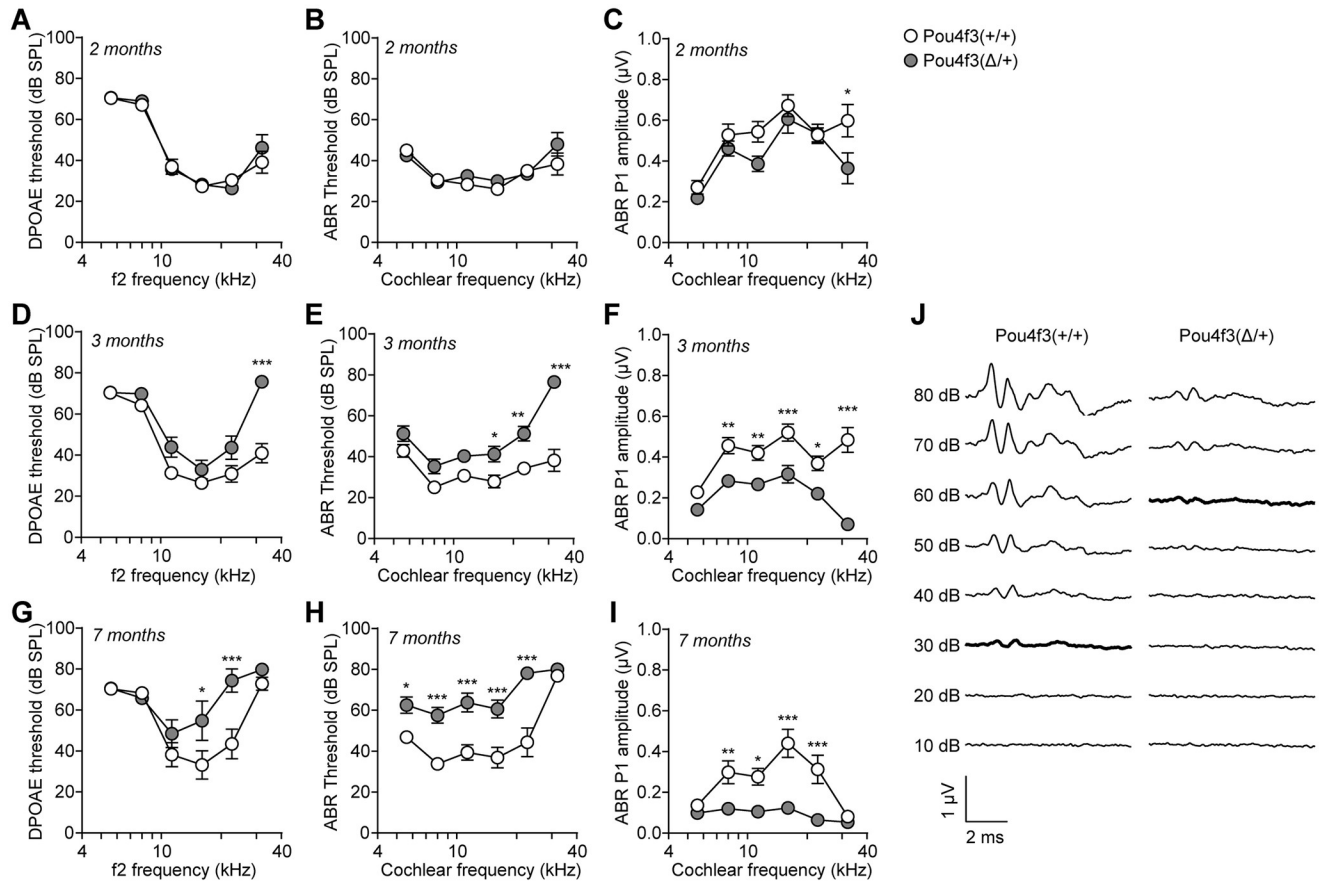 A
2 months
DPOAE threshold (dB SPL)
100
80
60
40
20
0
4
10
40
f2 frequency (kHz)
B
2 months
ABR Threshold (dB SPL)
100
80
60
40
20
0
4
10
40
Cochlear frequency (kHz)
C
2 months
ABR P1 amplitude (µV)
1.0
0.8
0.6
0.4
0.2
0.0
*
4
10
40
Cochlear frequency (kHz)
Pou4f3(+/+)
Pou4f3(Δ/+)
D
3 months
DPOAE threshold (dB SPL)
100
80
60
40
20
0
***
4
10
40
f2 frequency (kHz)
E
3 months
ABR Threshold (dB SPL)
100
80
60
40
20
0
* ** ***
4
10
40
Cochlear frequency (kHz)
F
3 months
ABR P1 amplitude (µV)
1.0
0.8
0.6
0.4
0.2
0.0
** ** *** * ***
4
10
40
Cochlear frequency (kHz)
G
7 months
DPOAE threshold (dB SPL)
100
80
60
40
20
0
* ***
4
10
40
f2 frequency (kHz)
H
7 months
ABR Threshold (dB SPL)
100
80
60
40
20
0
* *** *** *** ***
4
10
40
Cochlear frequency (kHz)
I
7 months
ABR P1 amplitude (µV)
1.0
0.8
0.6
0.4
0.2
0.0
** * *** ***
4
10
40
Cochlear frequency (kHz)
J
Pou4f3(+/+)
Pou4f3(Δ/+)
80 dB
70 dB
60 dB
50 dB
40 dB
30 dB
20 dB
10 dB
1 µV
2 ms